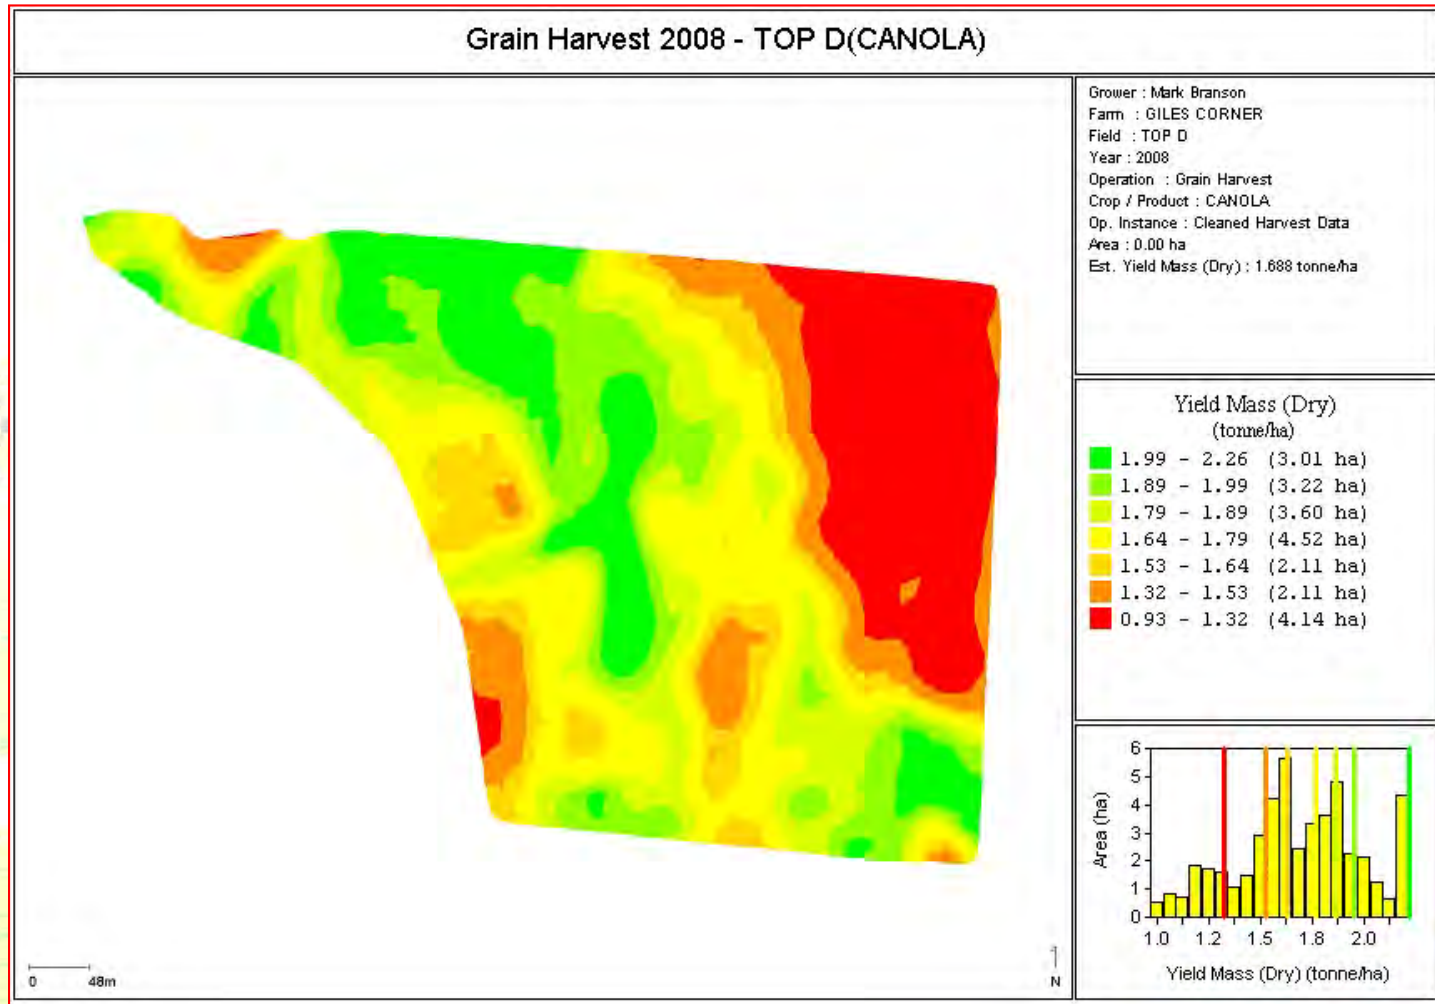 Grain Harvest 2008 - TOP D(CANOLA)
Grower : Mark Branson
Farm : GILES CORNER
Field : TOP D
Year : 2008
Operation : Grain Harvest
Crop / Product : CANOLA
Op. Instance : Cleaned Harvest Data
Area : 0.00 ha
Est. Yield Mass (Dry) : 1.688 tonne/ha
Yield Mass (Dry)
(tonne/ha)
1.99 - 2.26 (3.01 ha)
1.89 - 1.99 (3.22 ha)
1.79 - 1.89 (3.60 ha)
1.64 - 1.79 (4.52 ha)
1.53 - 1.64 (2.11 ha)
1.32 - 1.53 (2.11 ha)
0.93 - 1.32 (4.14 ha)
6
5
4
3
2
1
0
Area (ha)
1.0 1.2 1.5 1.8 2.0
Yield Mass (Dry) (tonne/ha)
0 48m
N